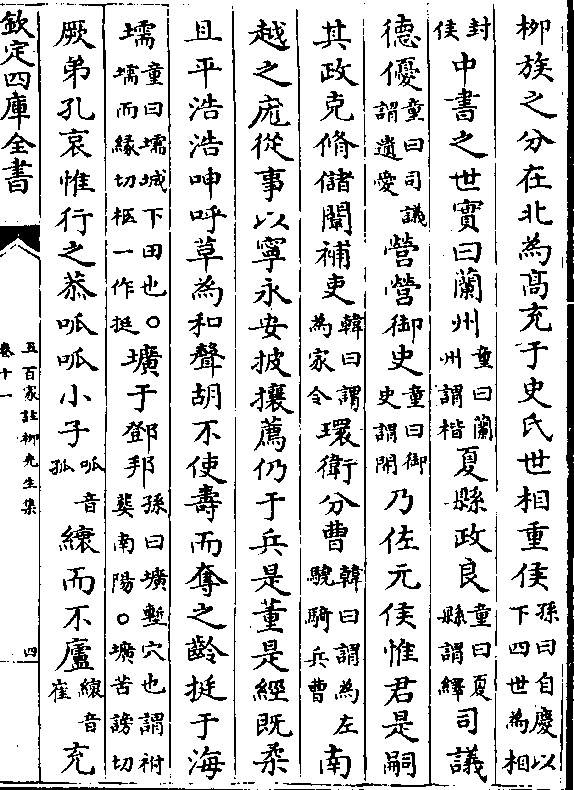 栁族之分在北為髙充于史氏世相重侯孫曰自慶以下四世為相
封侯中書之世實曰蘭州童曰蘭州謂楷夏縣政良童曰夏縣謂繹司議
德優童曰司議謂遺愛營營御史童曰御史謂開乃佐元侯惟君是嗣
其政克脩儲闈補吏韓曰謂為家令環衛分曹韓曰謂為左驍騎兵曹南
越之㡳從事以寧永安披攘薦仍于兵是董是經既柔
且平浩浩呻呼草為和聲胡不使壽而奪之齡挺于海
壖童曰壖城下田也○壖而緣切柩一作挺壙于鄧邦孫曰壙塹穴也謂祔葬南陽○壙苦謗切
厥弟孔哀惟行之恭呱呱小子呱音孤縗而不廬縗音崔充
欽定四庫全書
五百家註栁先生集
卷十一
四